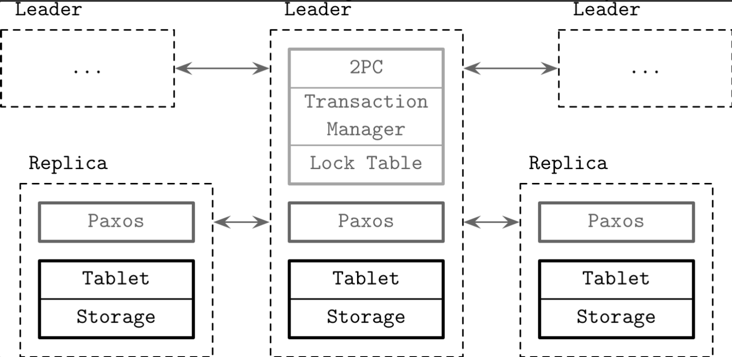 Leader
Leader
Leader
...
2PC
...
Transaction
Manager
Lock Table
Replica
Replica
Paxos
Paxos
Paxos
Tablet
Tablet
Tablet
Storage
Storage
Storage